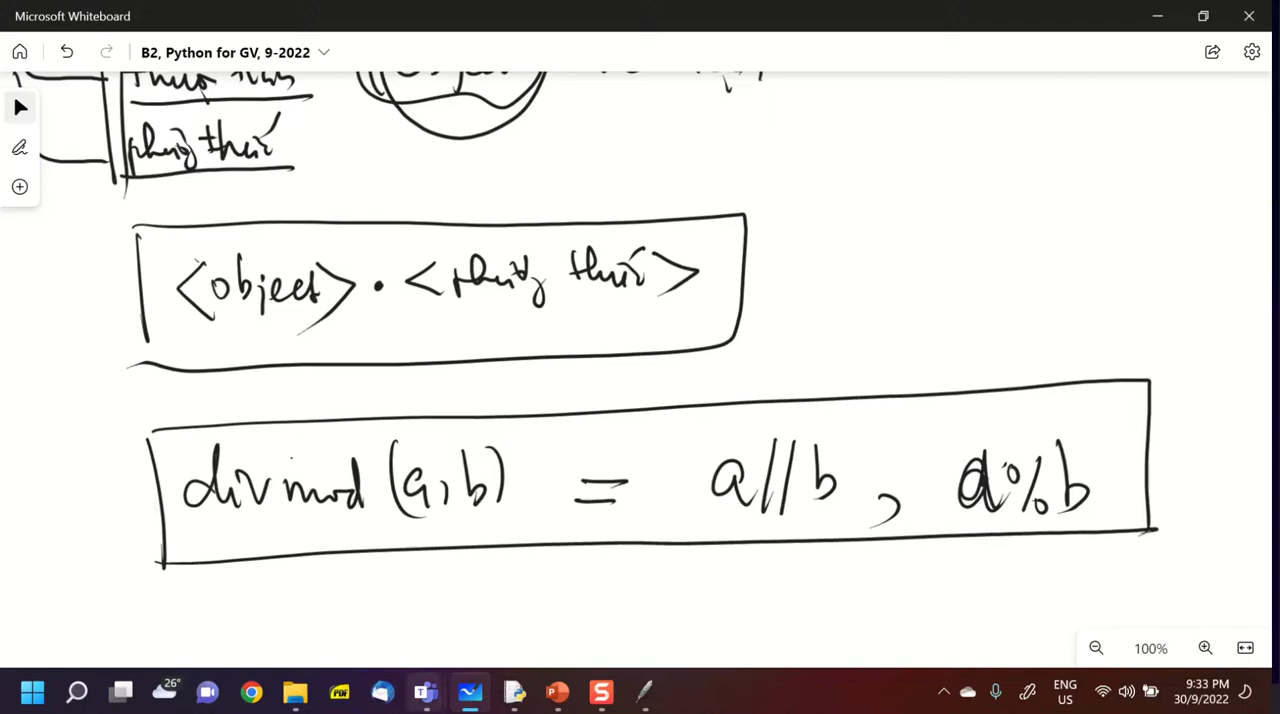 Microsoft Whiteboard
B2, Python for GV, 9-2022
phương thức
<object> . <phương thức>
divmod (a, b) = a//b , a%b
100%
26°
PDF
S
ENG
US
9:33 PM
30/9/2022